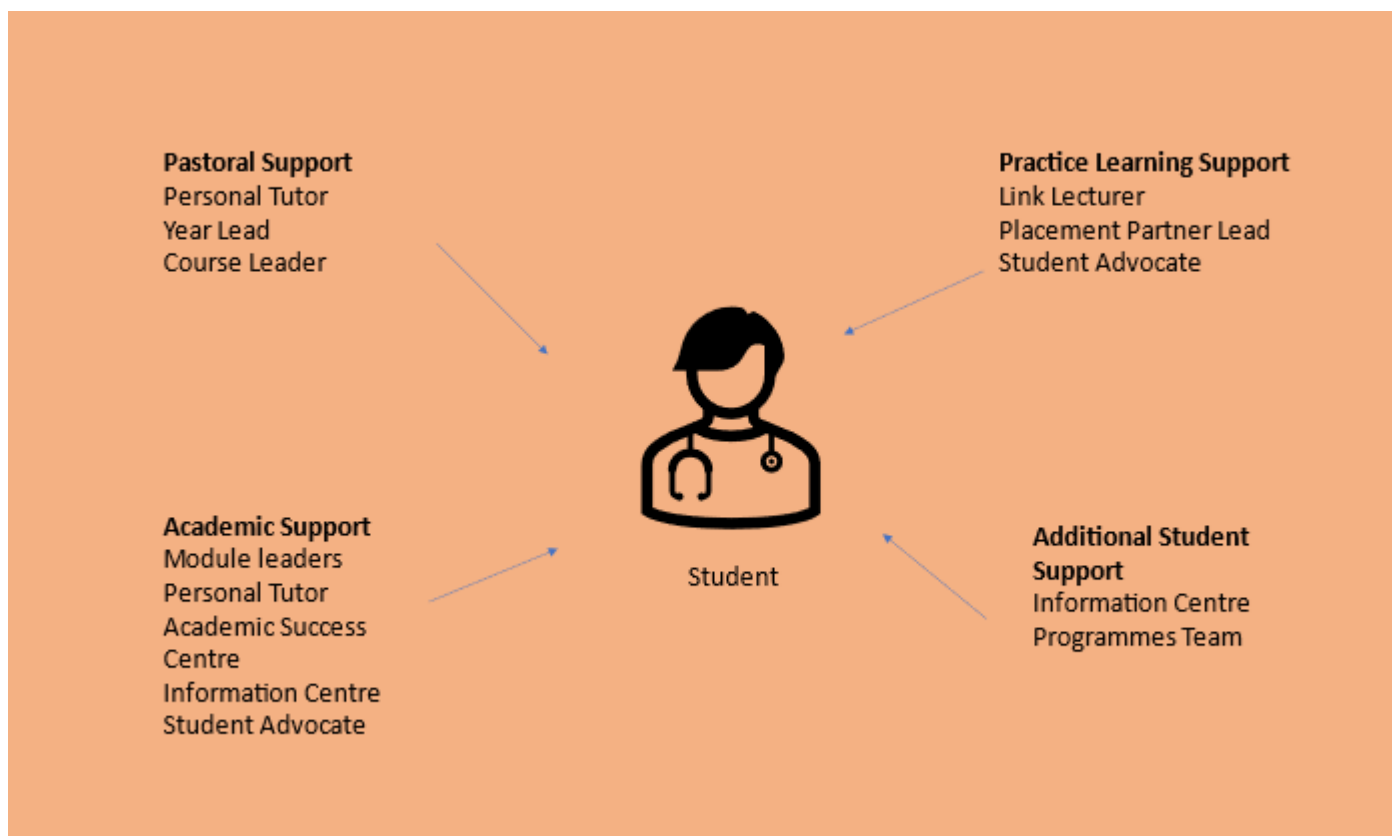 Pastoral Support
Personal Tutor
Year Lead
Course Leader
Practice Learning Support
Link Lecturer
Placement Partner Lead
Student Advocate
Student
Academic Support
Module leaders
Personal Tutor
Academic Success
Centre
Information Centre
Student Advocate
Additional Student
Support
Information Centre
Programmes Team